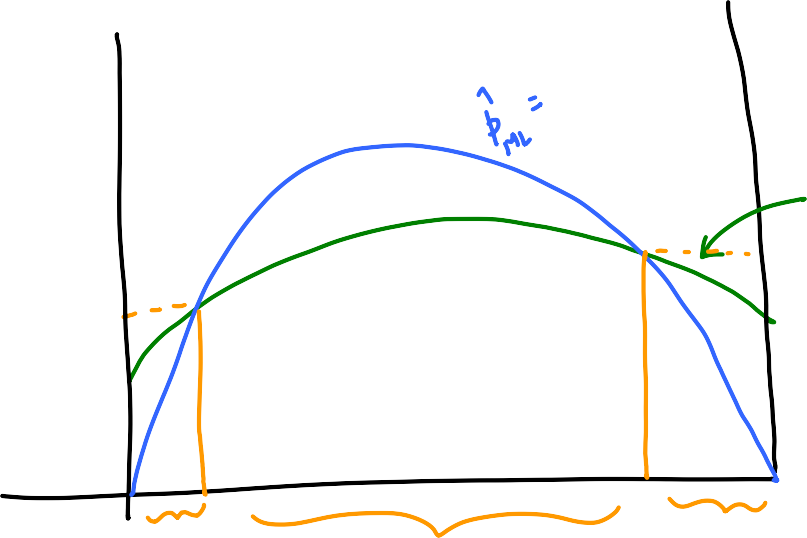 p̂_ML =